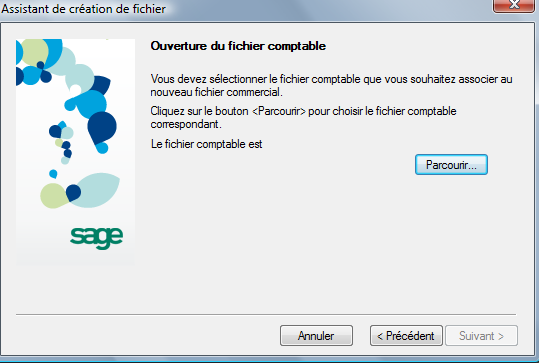 Assistant de création de fichier
Ouverture du fichier comptable
Vous devez sélectionner le fichier comptable que vous souhaitez associer au
nouveau fichier commercial.
Cliquez sur le bouton <Parcourir> pour choisir le fichier comptable
correspondant.
Le fichier comptable est
Parcourir...
sage
Annuler
< Précédent
Suivant >